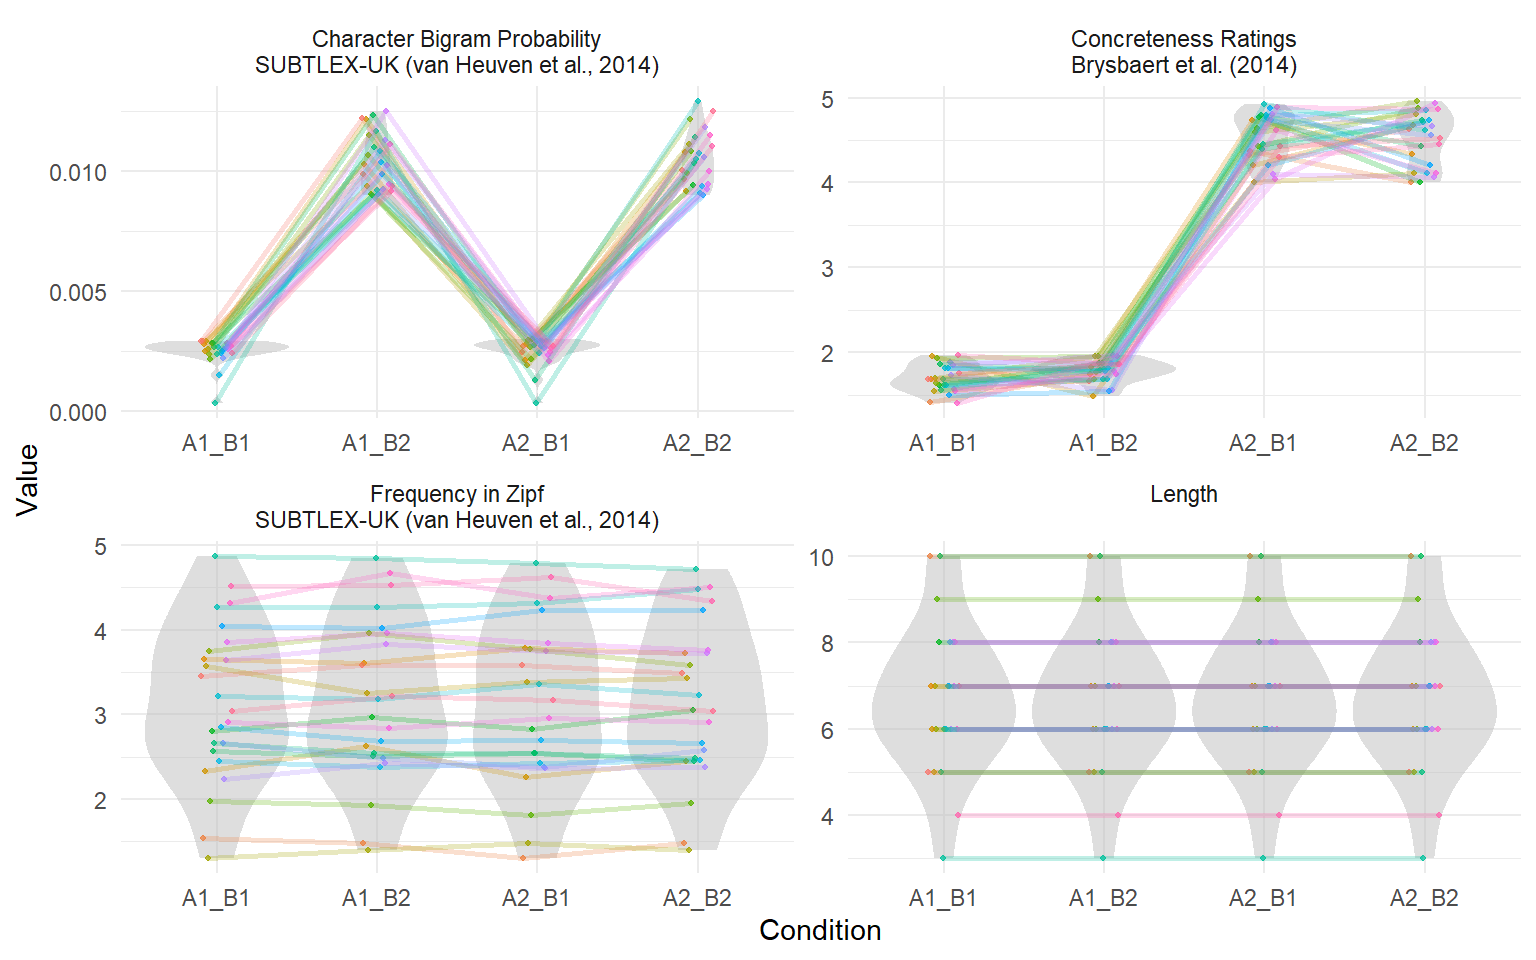 Character Bigram Probability
SUBTLEX-UK (van Heuven et al., 2014)
0.010
0.005
0.000
A1_B1 A1_B2 A2_B1 A2_B2
Concreteness Ratings
Brysbaert et al. (2014)
5
4
3
2
A1_B1 A1_B2 A2_B1 A2_B2
Value
Frequency in Zipf
SUBTLEX-UK (van Heuven et al., 2014)
5
4
3
2
A1_B1 A1_B2 A2_B1 A2_B2
Length
10
8
6
4
A1_B1 A1_B2 A2_B1 A2_B2
Condition